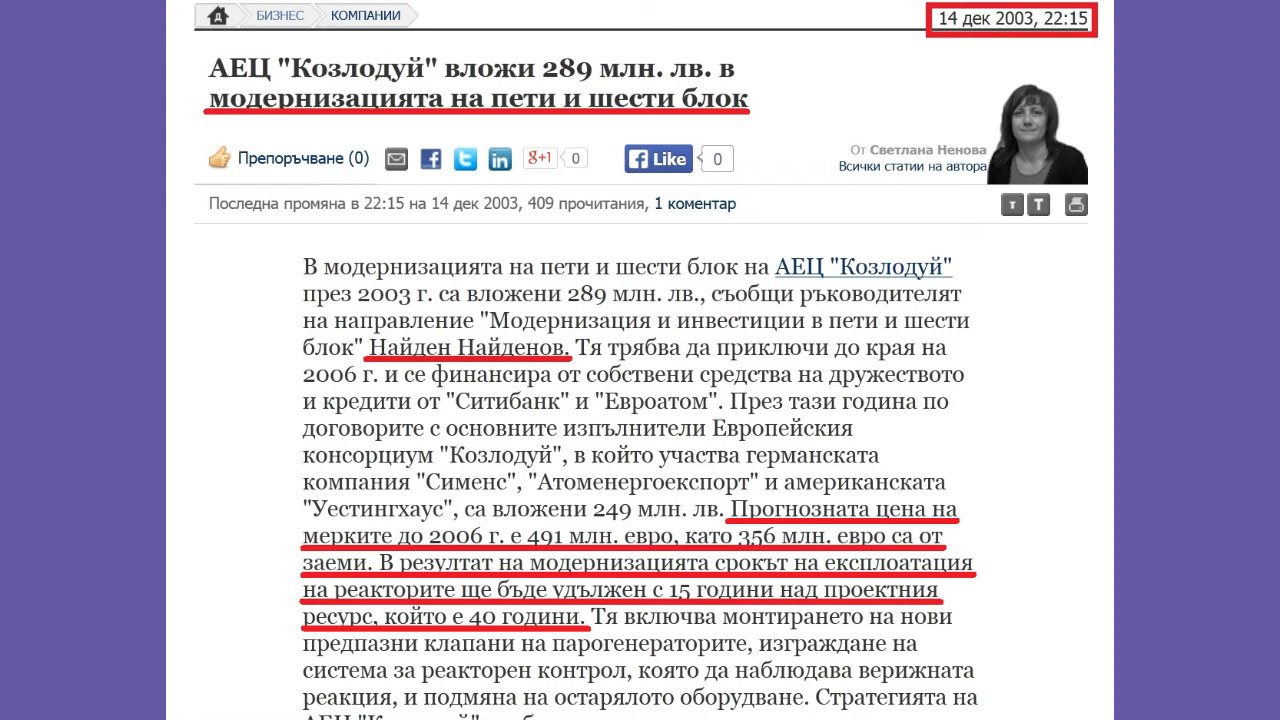 БИЗНЕС КОМПАНИИ
14 дек 2003, 22:15
АЕЦ "Козлодуй" вложи 289 млн. лв. в
модернизацията на пети и шести блок
Препоръчване (0) g+1 0 f Like 0
От Светлана Ненова
Всички статии на автора
Последна промяна в 22:15 на 14 дек 2003, 409 прочитания, 1 коментар
T T
В модернизацията на пети и шести блок на АЕЦ "Козлодуй"
през 2003 г. са вложени 289 млн. лв., съобщи ръководителят
на направление "Модернизация и инвестиции в пети и шести
блок" Найден Найденов. Тя трябва да приключи до края на
2006 г. и се финансира от собствени средства на дружеството
и кредити от "Ситибанк" и "Евроатом". През тази година по
договорите с основните изпълнители Европейския
консорциум "Козлодуй", в който участва германската
компания "Сименс", "Атоменергоекспорт" и американската
"Уестингхаус", са вложени 249 млн. лв. Прогнозната цена на
мерките до 2006 г. е 491 млн. евро, като 356 млн. евро са от
заеми. В резултат на модернизацията срокът на експлоатация
на реакторите ще бъде удължен с 15 години над проектния
ресурс, който е 40 години. Тя включва монтирането на нови
предпазни клапани на парогенераторите, изграждане на
система за реакторен контрол, която да наблюдава верижната
реакция, и подмяна на остарялото оборудване. Стратегията на
АЕЦ "Козлодуй"